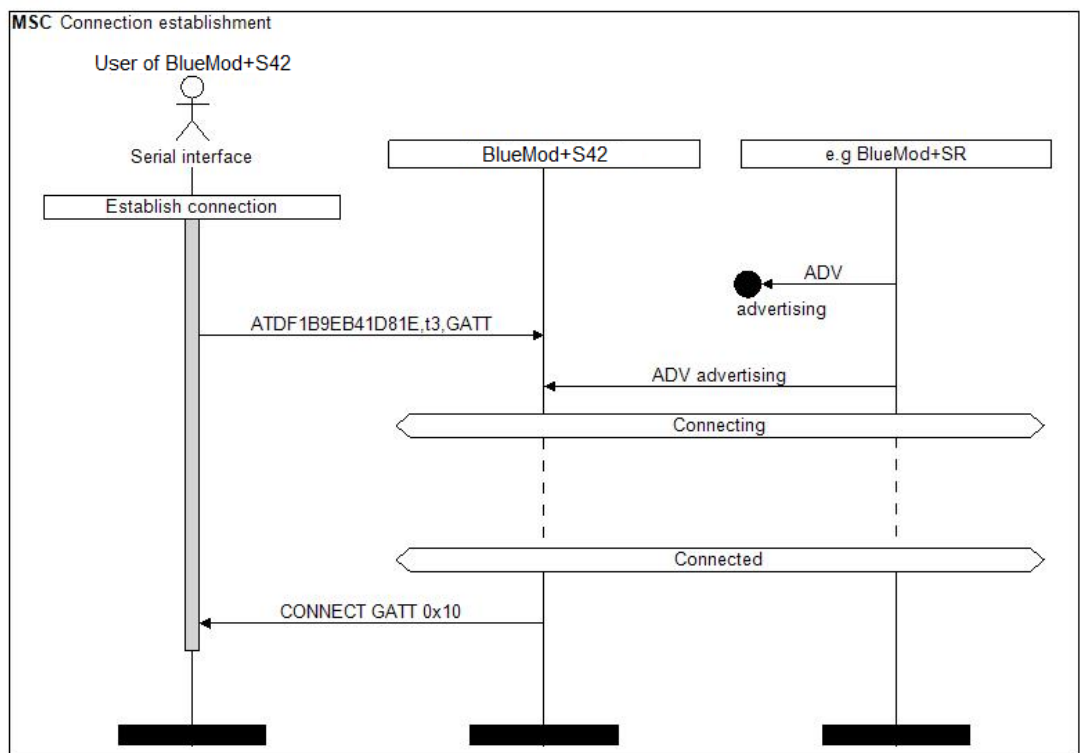 MSC Connection establishment
User of BlueMod+S42
Serial interface
BlueMod+S42
e.g BlueMod+SR
Establish connection
ADV
advertising
ATDF1B9EB41D81E,t3,GATT
ADV advertising
Connecting
Connected
CONNECT GATT 0x10